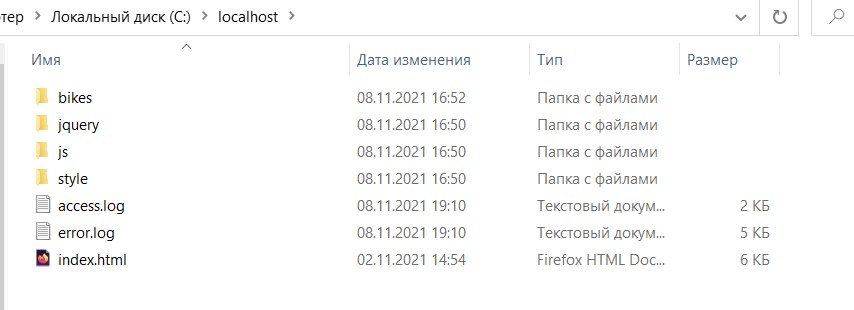 тер > Локальный диск (C:) > localhost >
Имя Дата изменения Тип Размер
bikes 08.11.2021 16:52 Папка с файлами
jquery 08.11.2021 16:50 Папка с файлами
js 08.11.2021 16:50 Папка с файлами
style 08.11.2021 16:50 Папка с файлами
access.log 08.11.2021 19:10 Текстовый докум... 2 КБ
error.log 08.11.2021 19:10 Текстовый докум... 5 КБ
index.html 02.11.2021 14:54 Firefox HTML Doc... 6 КБ